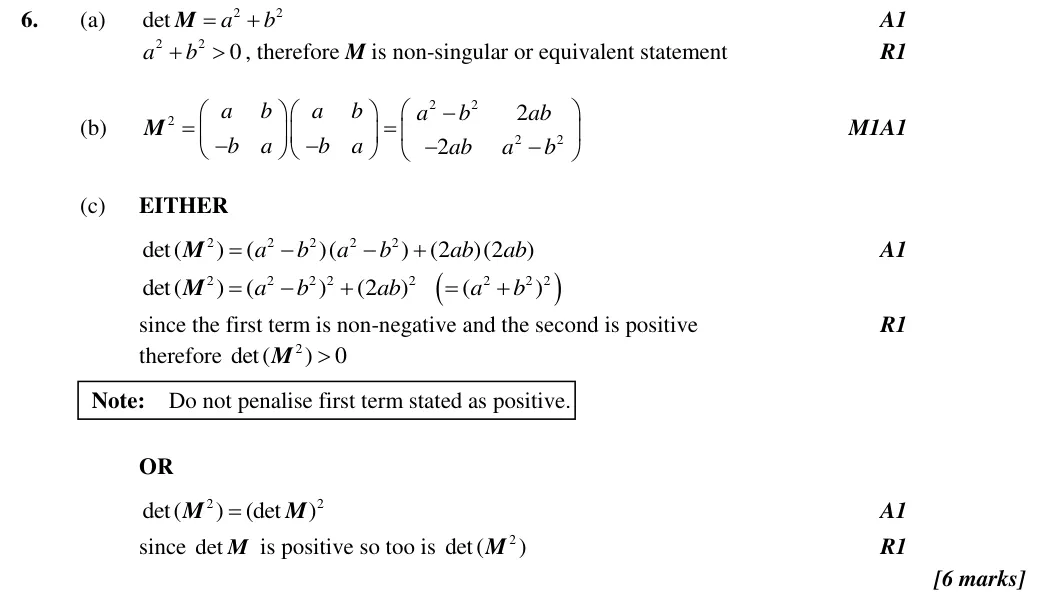 6. (a) det M = a² + b² A1
a² + b² > 0, therefore M is non-singular or equivalent statement R1
(b) M² = ( a b ; −b a )( a b ; −b a ) = ( a² − b² 2ab ; −2ab a² − b² ) M1A1
(c) EITHER
det (M²) = (a² − b²)(a² − b²) + (2ab)(2ab) A1
det (M²) = (a² − b²)² + (2ab)² (= (a² + b²)²)
since the first term is non-negative and the second is positive R1
therefore det (M²) > 0
Note: Do not penalise first term stated as positive.
OR
det (M²) = (det M)² A1
since det M is positive so too is det (M²) R1
[6 marks]